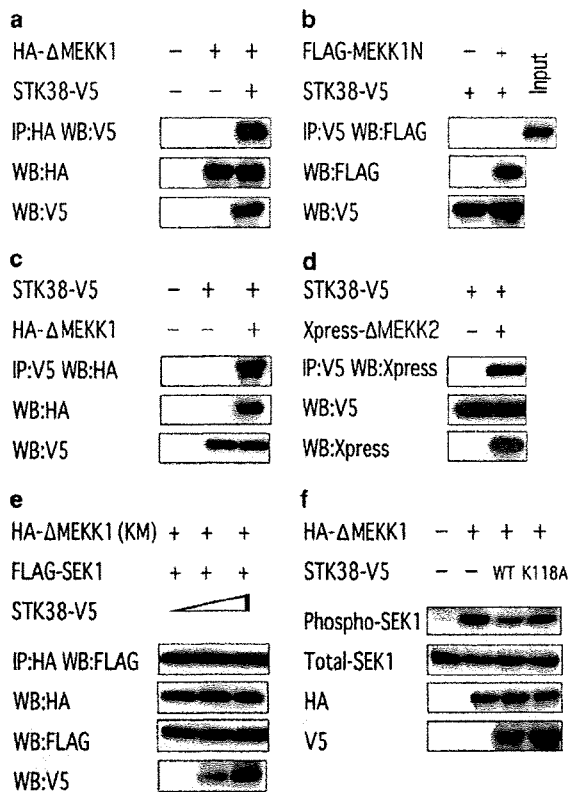 a
HA-ΔMEKK1 – + +
STK38-V5 – – +
IP:HA WB:V5
WB:HA
WB:V5
b
FLAG-MEKK1N – +
STK38-V5 + +
Input
IP:V5 WB:FLAG
WB:FLAG
WB:V5
c
STK38-V5 – + +
HA-ΔMEKK1 – – +
IP:V5 WB:HA
WB:HA
WB:V5
d
STK38-V5 + +
Xpress-ΔMEKK2 – +
IP:V5 WB:Xpress
WB:V5
WB:Xpress
e
HA-ΔMEKK1 (KM) + + +
FLAG-SEK1 + + +
STK38-V5
IP:HA WB:FLAG
WB:HA
WB:FLAG
WB:V5
f
HA-ΔMEKK1 – + + +
STK38-V5 – – WT K118A
Phospho-SEK1
Total-SEK1
HA
V5